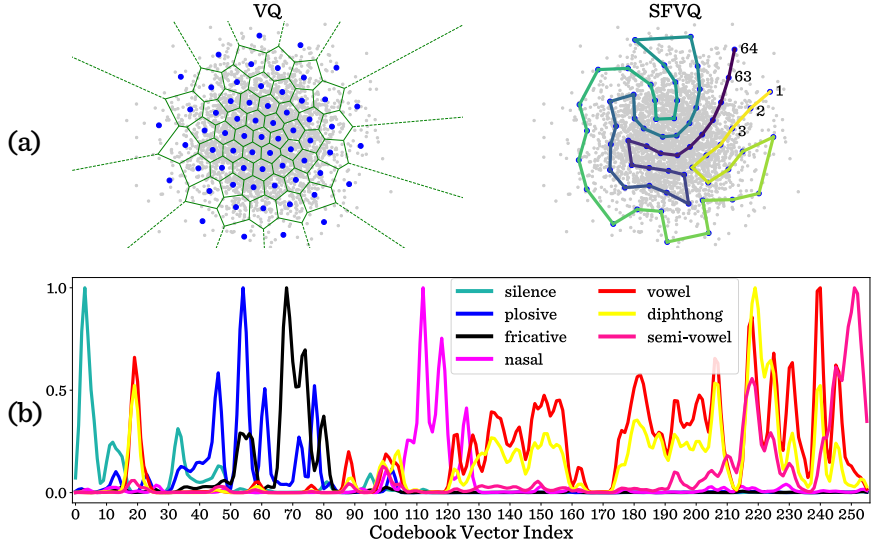 VQ
SFVQ
(a)
64
63
1
2
3
(b)
1.0
0.5
0.0
silence
plosive
fricative
nasal
vowel
diphthong
semi-vowel
0 10 20 30 40 50 60 70 80 90 100 110 120 130 140 150 160 170 180 190 200 210 220 230 240 250
Codebook Vector Index